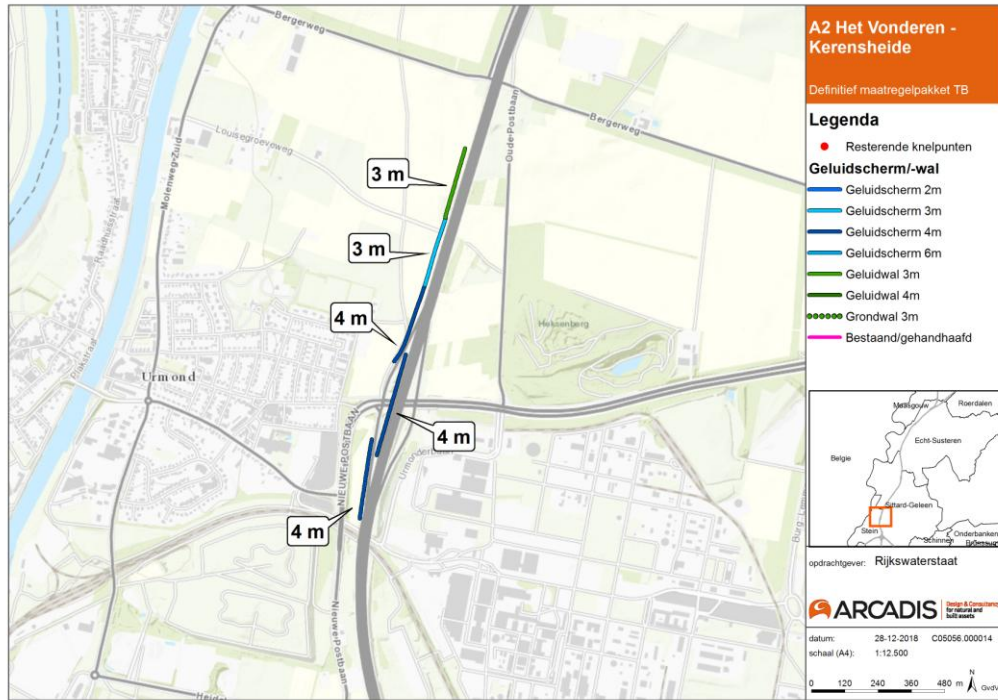 Bergerweg
Bergerweg
Oude-Postbaan
Molenweg-Zuid
Louisegroeveweg
Raadhuisstraat
3 m
3 m
4 m
Heksenberg
Urmond
4 m
NIEUWE-POSTBAAN
4 m
Nieuwe-Postbaan
A2 Het Vonderen -
Kerensheide
Definitief maatregelpakket TB
Legenda
Resterende knelpunten
Geluidscherm/-wal
Geluidscherm 2m
Geluidscherm 3m
Geluidscherm 4m
Geluidscherm 6m
Geluidwal 3m
Geluidwal 4m
Grondwal 3m
Bestaand/gehandhaafd
Roerdalen
Echt-Susteren
Belgie
Sittard-Geleen
Stein
Schinnen
Onderbanken
opdrachtgever: Rijkswaterstaat
ARCADIS Design & Consultancy
for natural and
built assets
datum: 28-12-2018 C05056.000014
schaal (A4): 1:12.500
0 120 240 360 480 m N